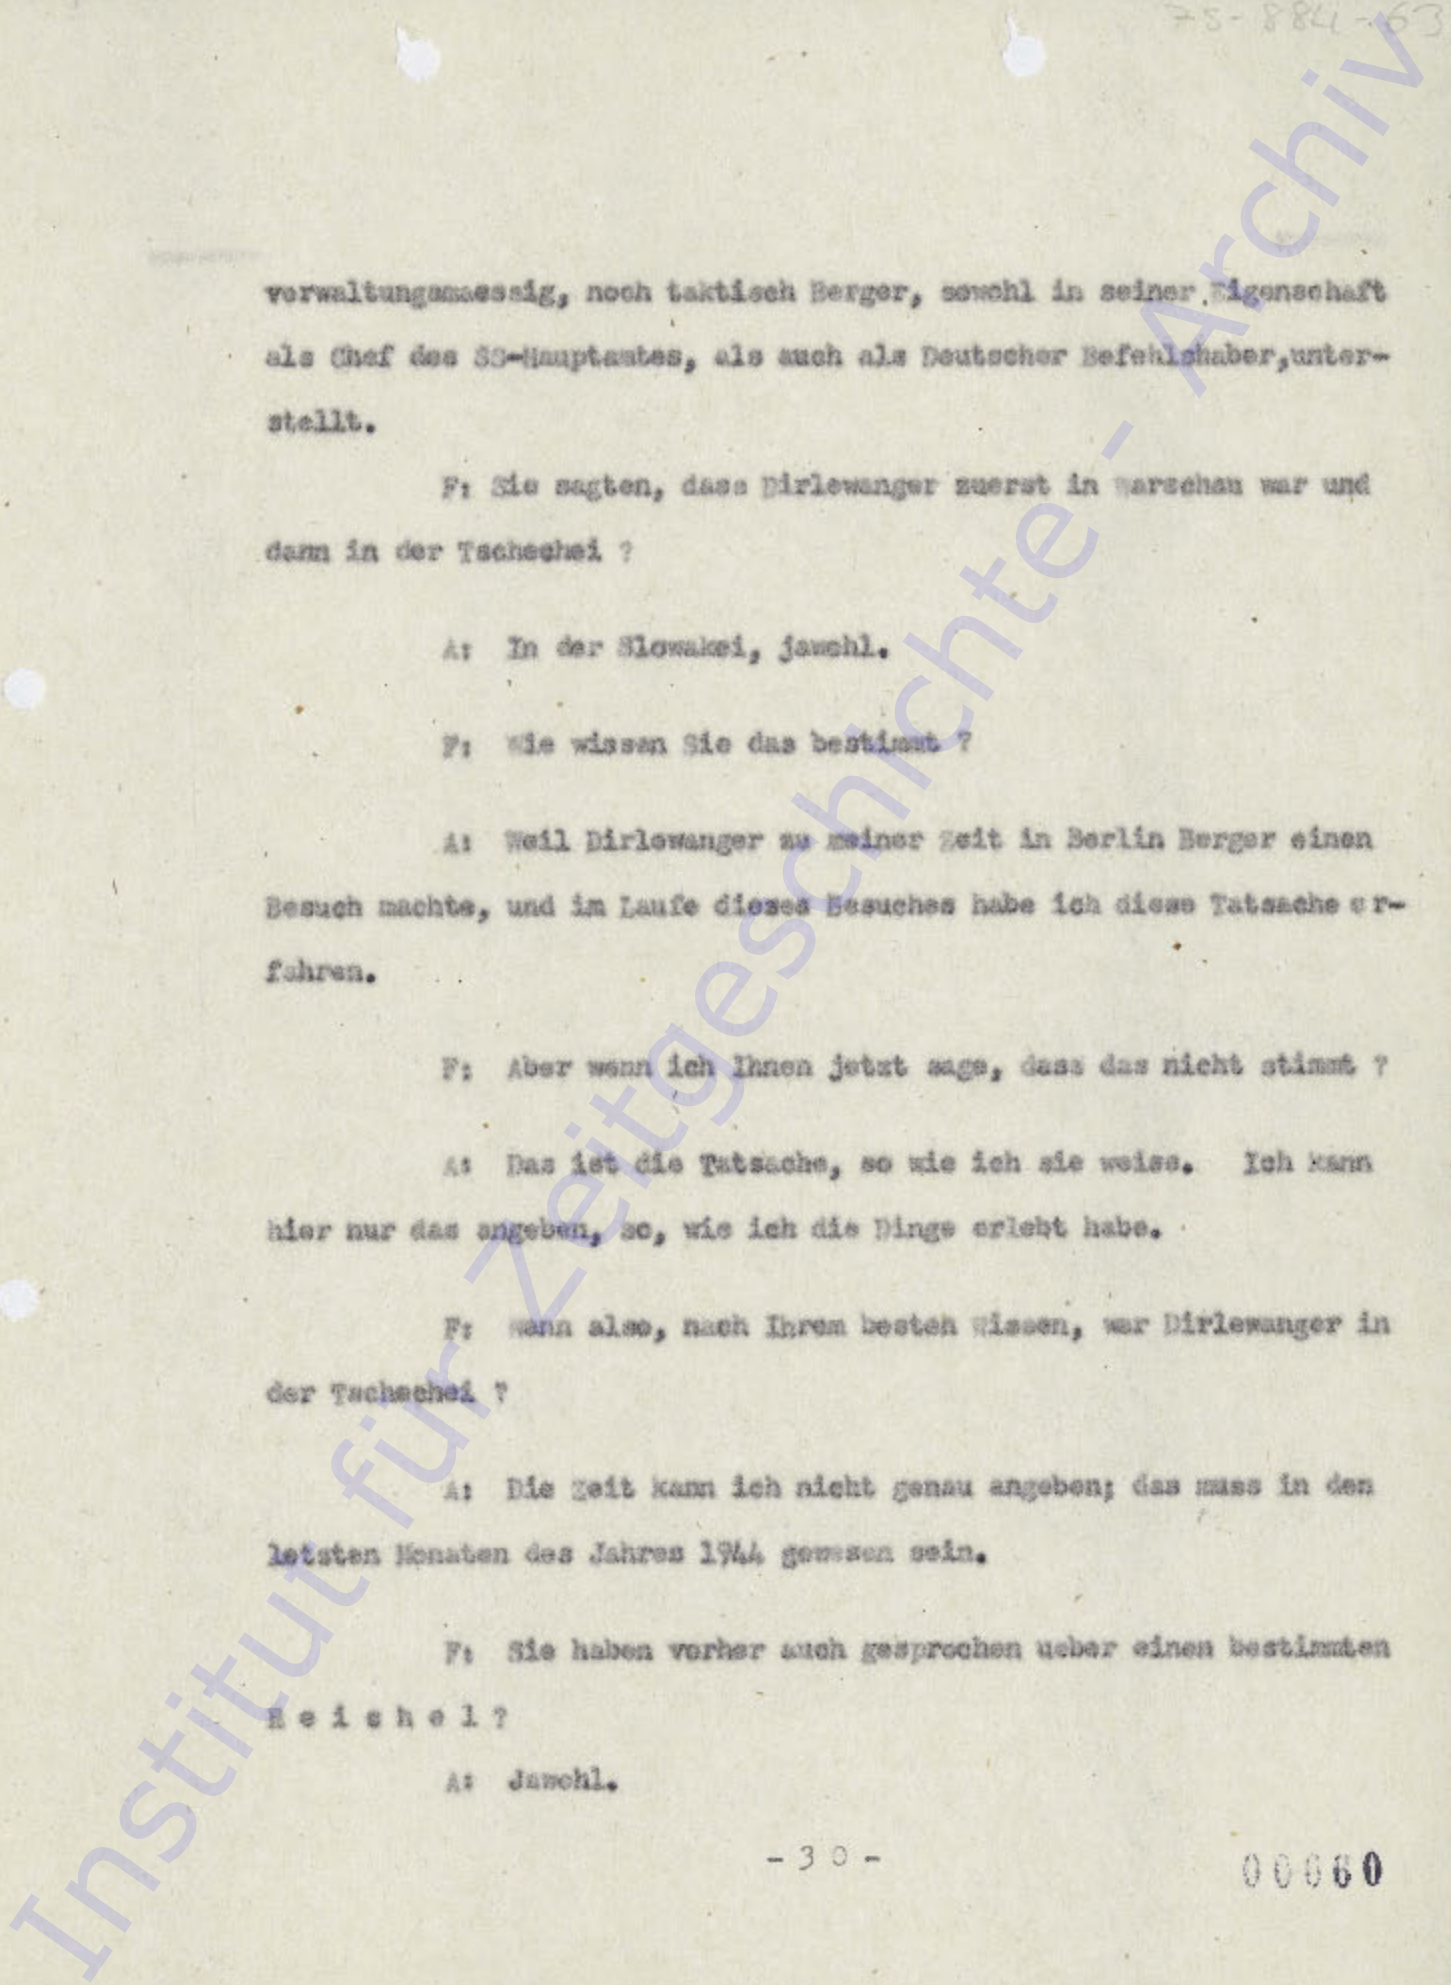 75-884-63
verwaltungsmaessig, noch taktisch Berger, sowohl in seiner Eigenschaft
als Chef des SS-Hauptamtes, als auch als Deutscher Befehlshaber,unter-
stellt.
F: Sie sagten, dass Dirlewanger zuerst in Warschau war und
dann in der Tschechei ?
A: In der Slowakei, jawohl.
F: Wie wissen Sie das bestimmt ?
A: Weil Dirlewanger zu meiner Zeit in Berlin Berger einen
Besuch machte, und im Laufe dieses Besuches habe ich diese Tatsache er-
fahren.
F: Aber wenn ich Ihnen jetzt sage, dass das nicht stimmt ?
A: Das ist die Tatsache, so wie ich sie weiss. Ich kann
hier nur das angeben, so, wie ich die Dinge erlebt habe.
F: Wann also, nach Ihrem besten Wissen, war Dirlewanger in
der Tschechei ?
A: Die Zeit kann ich nicht genau angeben; das muss in den
letzten Monaten des Jahres 1944 gewesen sein.
F: Sie haben vorher auch gesprochen ueber einen bestimmten
A: Jawohl.
- 3 0 -
00060
Institut für Zeitgeschichte - Archiv